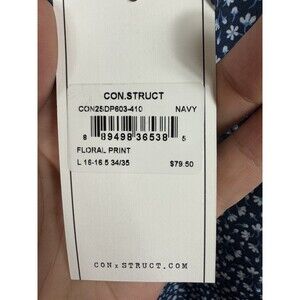 CON.STRUCT
CON25DP603-410 NAVY
8 89498 36538 5
FLORAL PRINT
L 16-16.5 34/35 $79.50
CONxSTRUCT.COM